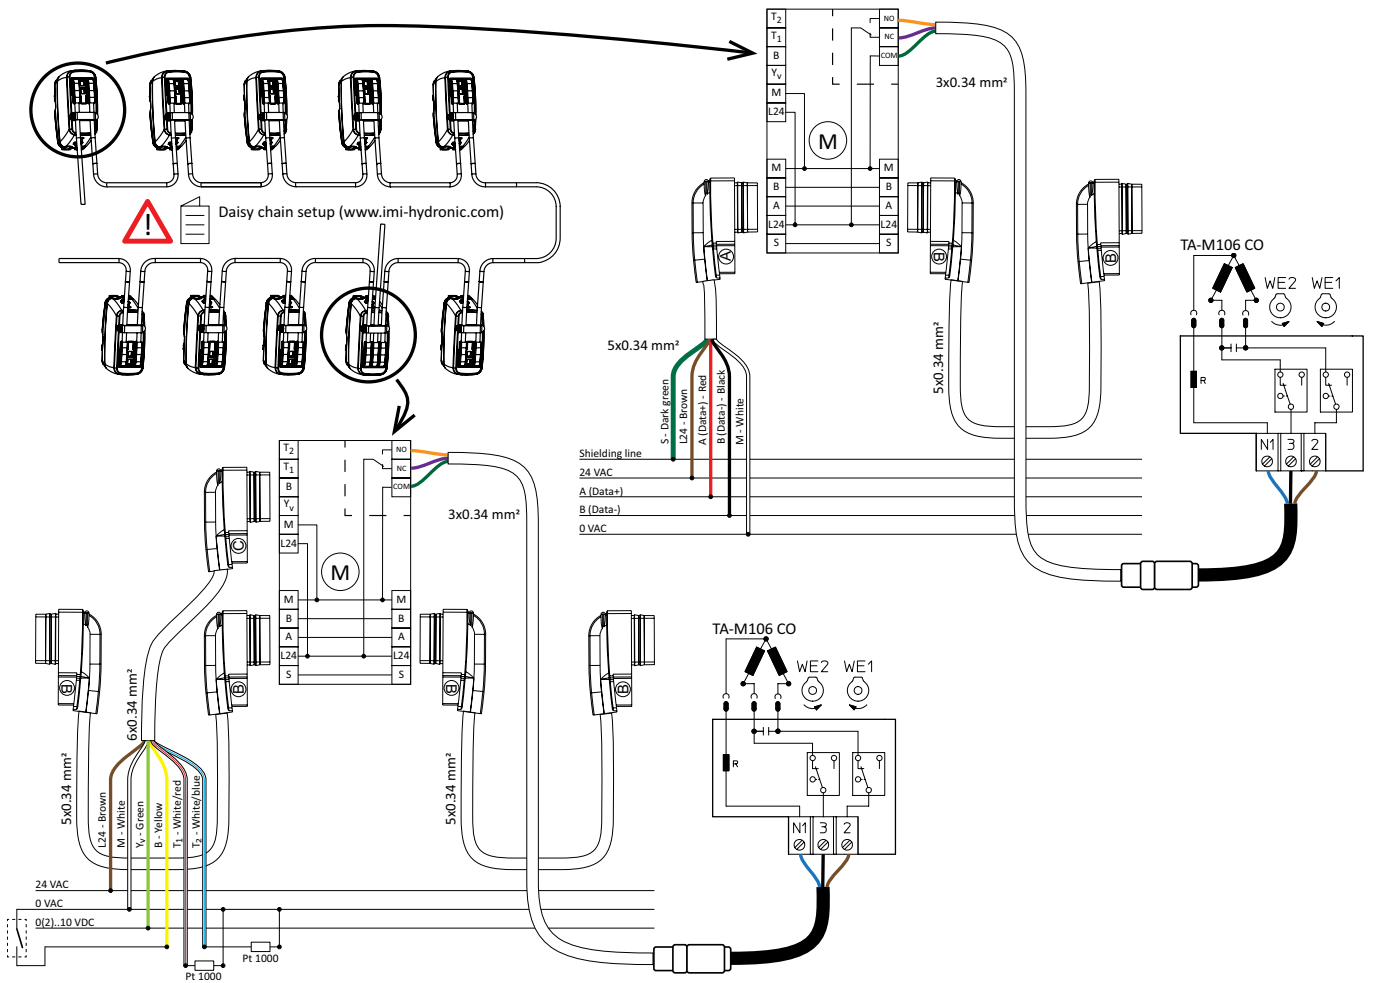 Daisy chain setup (www.imi-hydronic.com)
T2
T1
B
Yv
M
L24
NO
NC
COM
3x0.34 mm²
M
M
B
A
L24
S
M
B
A
L24
S
A
B
B
5x0.34 mm²
5x0.34 mm²
S - Dark green
L24 - Brown
A (Data+) - Red
B (Data-) - Black
M - White
Shielding line
24 VAC
A (Data+)
B (Data-)
0 VAC
TA-M106 CO
WE2
WE1
R
N1
3
2
T2
T1
B
Yv
M
L24
NO
NC
COM
3x0.34 mm²
M
M
B
A
L24
S
M
B
A
L24
S
C
B
B
B
B
6x0.34 mm²
5x0.34 mm²
5x0.34 mm²
L24 - Brown
M - White
Yv - Green
B - Yellow
T1 - White/red
T2 - White/blue
24 VAC
0 VAC
0(2)..10 VDC
Pt 1000
Pt 1000
TA-M106 CO
WE2
WE1
R
N1
3
2